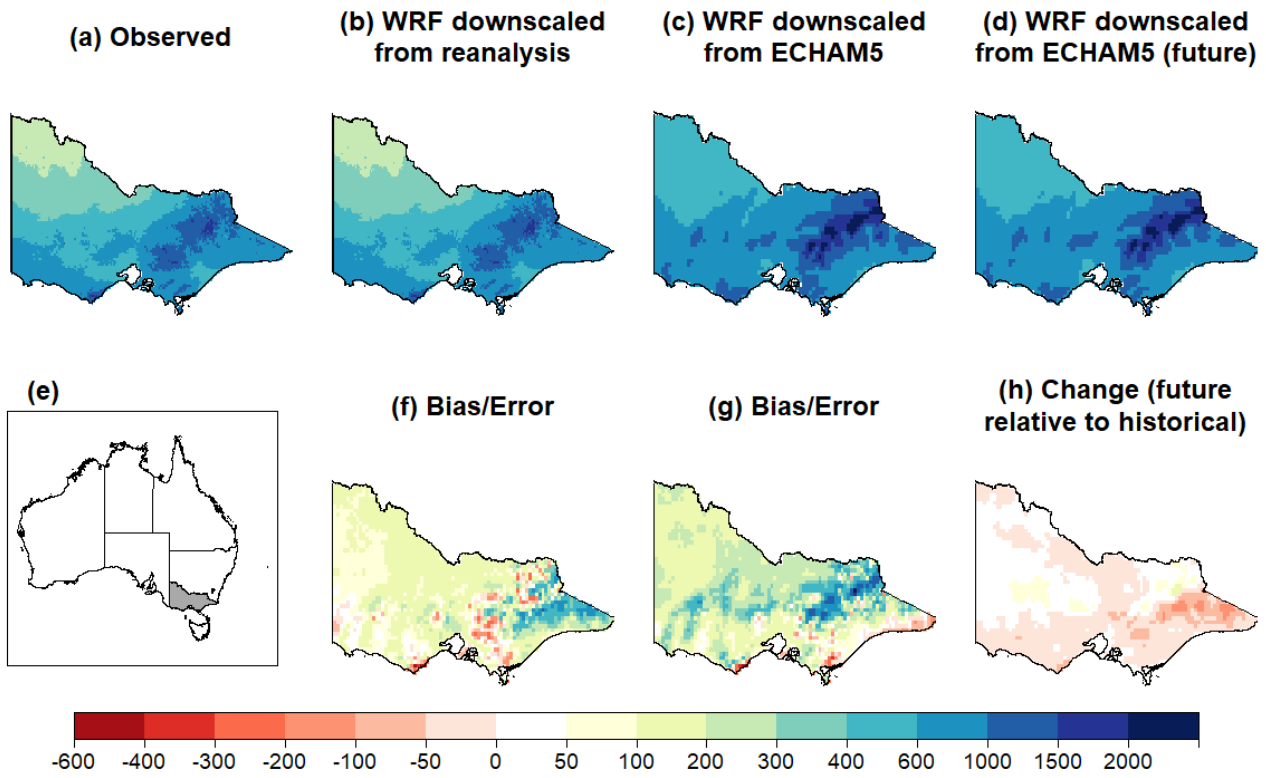 (a) Observed
(b) WRF downscaled
from reanalysis
(c) WRF downscaled
from ECHAM5
(d) WRF downscaled
from ECHAM5 (future)
(e)
(f) Bias/Error
(g) Bias/Error
(h) Change (future
relative to historical)
-600 -400 -300 -200 -100 -50 0 50 100 200 300 400 600 1000 1500 2000